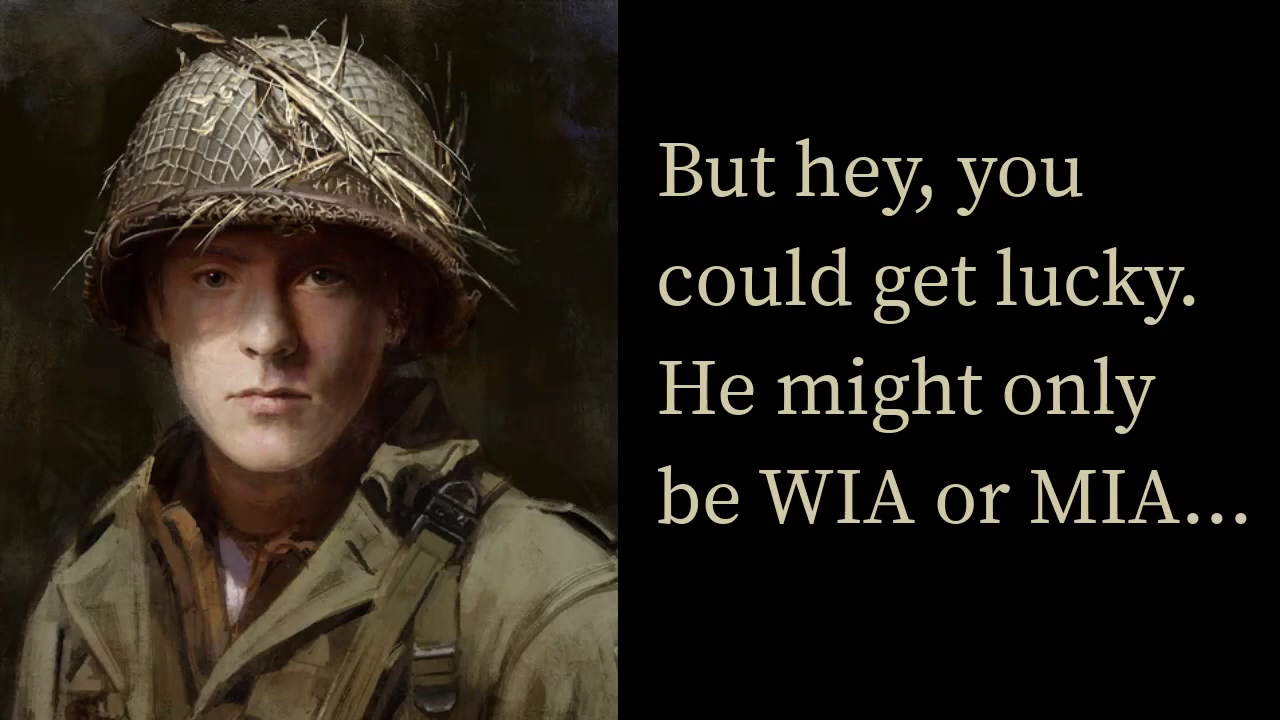 But hey, you
could get lucky.
He might only
be WIA or MIA...